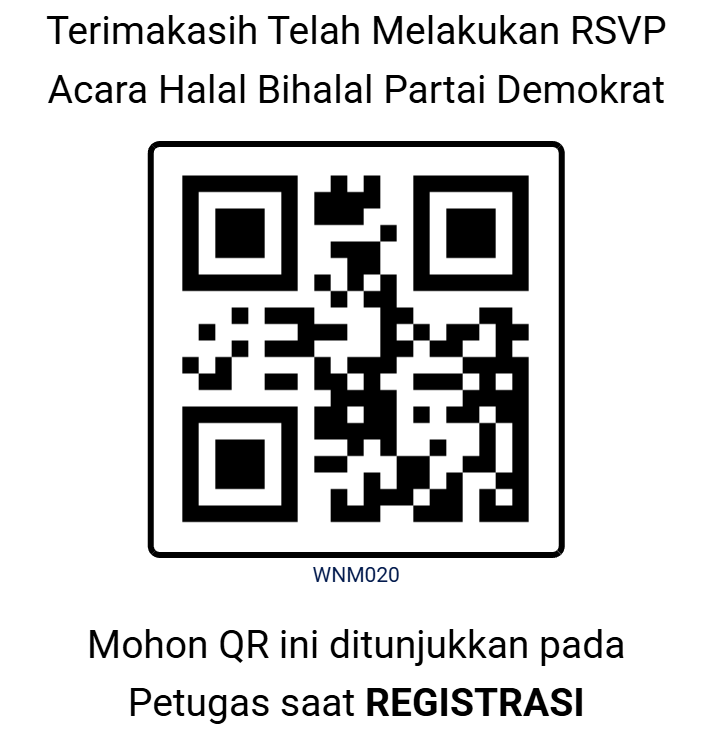 Terimakasih Telah Melakukan RSVP
Acara Halal Bihalal Partai Demokrat
WNM020
Mohon QR ini ditunjukkan pada
Petugas saat REGISTRASI